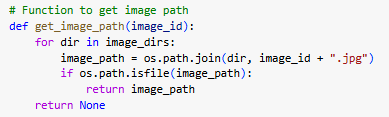 # Function to get image path
def get_image_path(image_id):
    for dir in image_dirs:
        image_path = os.path.join(dir, image_id + ".jpg")
        if os.path.isfile(image_path):
            return image_path
    return None